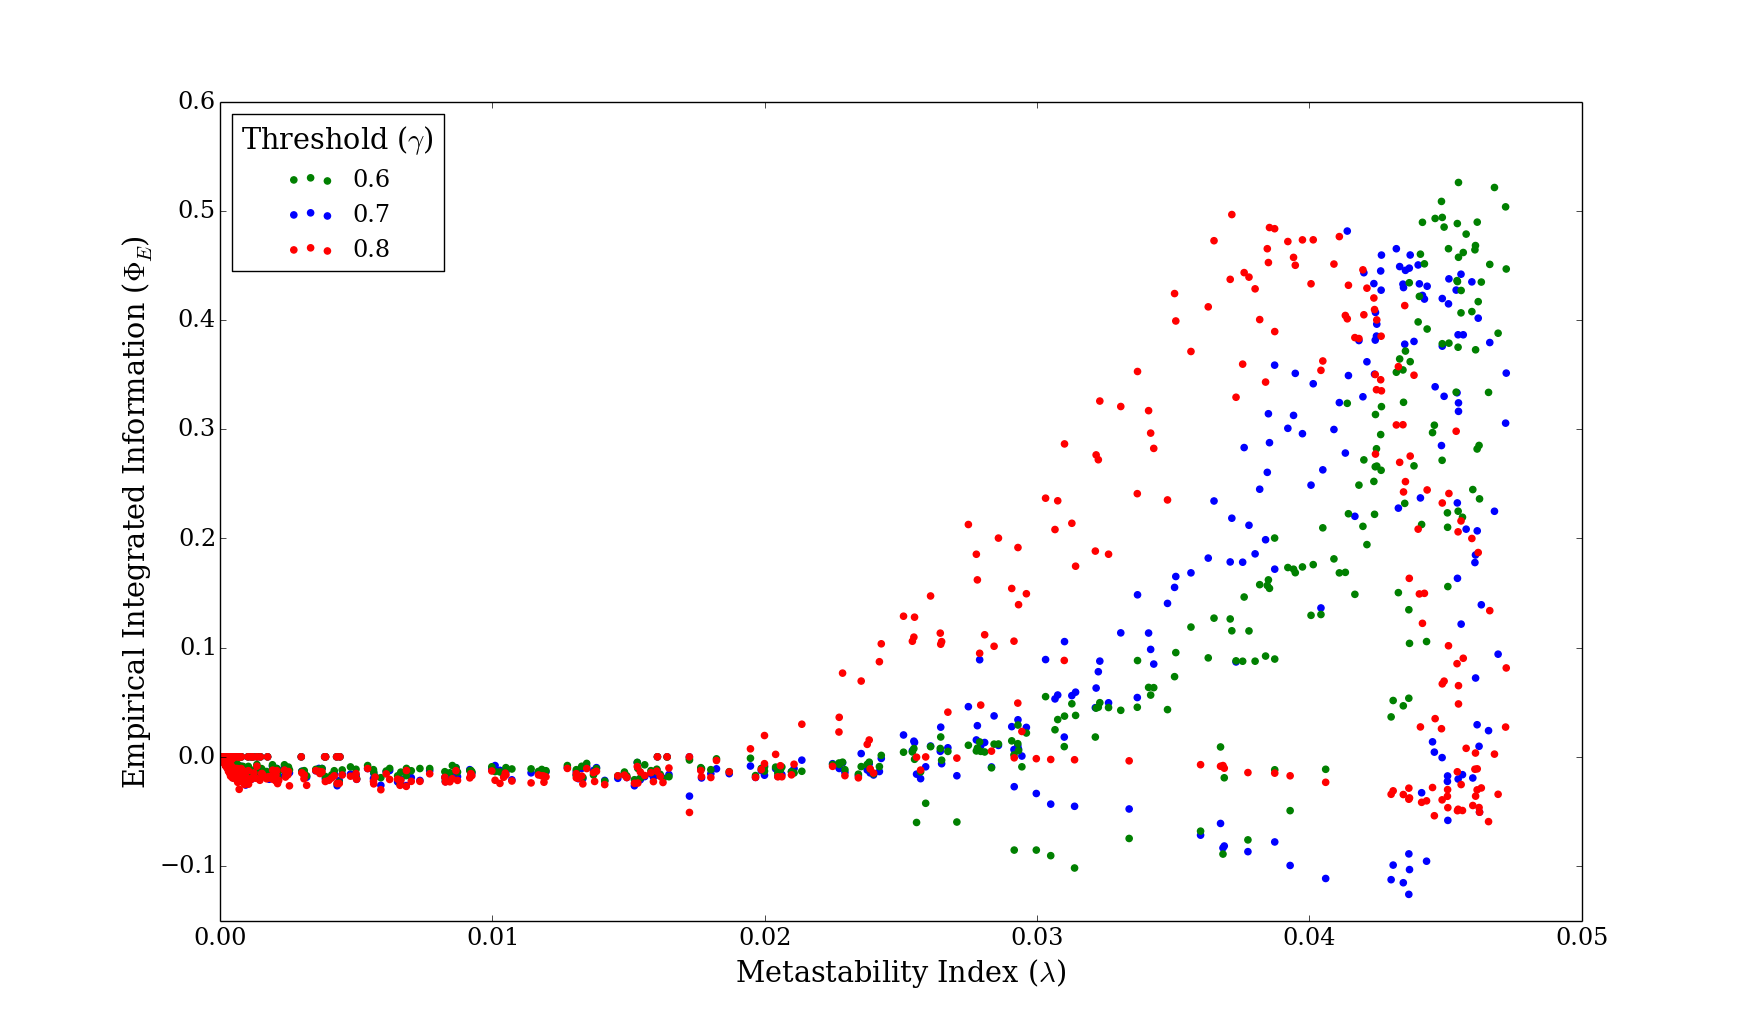 Threshold (γ)
0.6
0.7
0.8
0.6
0.5
0.4
0.3
0.2
0.1
0.0
−0.1
Empirical Integrated Information (Φ_E)
0.00 0.01 0.02 0.03 0.04 0.05
Metastability Index (λ)